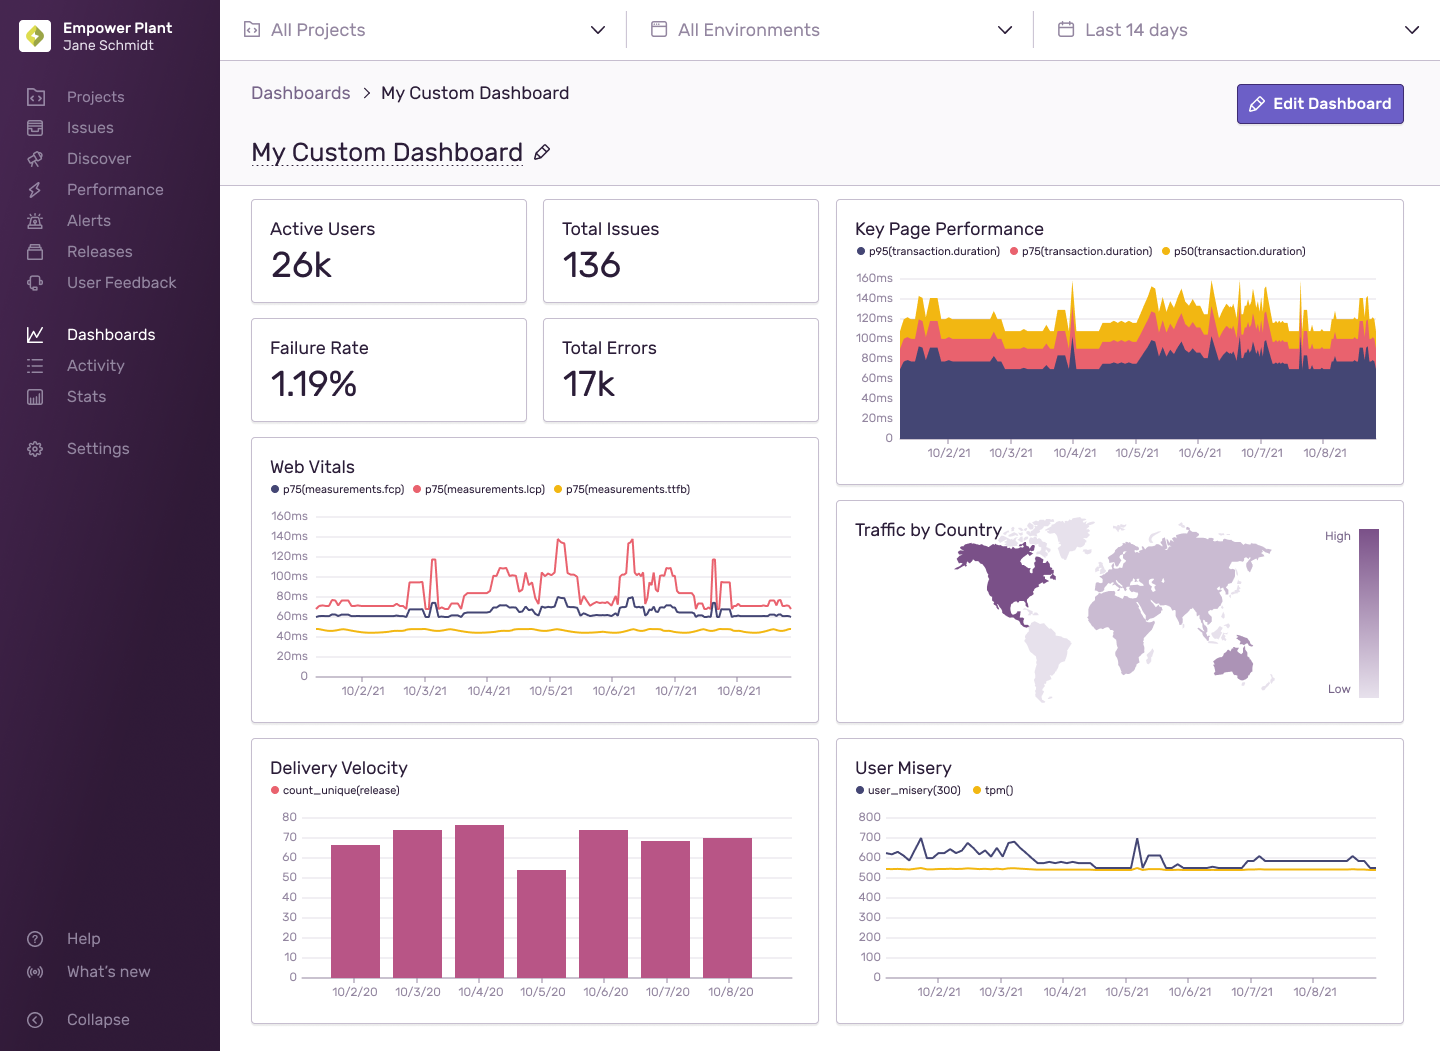 Empower Plant
Jane Schmidt
Projects
Issues
Discover
Performance
Alerts
Releases
User Feedback
Dashboards
Activity
Stats
Settings
Help
What's new
Collapse
All Projects
All Environments
Last 14 days
Dashboards > My Custom Dashboard
Edit Dashboard
My Custom Dashboard
Active Users
26k
Total Issues
136
Failure Rate
1.19%
Total Errors
17k
Key Page Performance
p95(transaction.duration) p75(transaction.duration) p50(transaction.duration)
160ms
140ms
120ms
100ms
80ms
60ms
40ms
20ms
0
10/2/21 10/3/21 10/4/21 10/5/21 10/6/21 10/7/21 10/8/21
Web Vitals
p75(measurements.fcp) p75(measurements.lcp) p75(measurements.ttfb)
160ms
140ms
120ms
100ms
80ms
60ms
40ms
20ms
0
10/2/21 10/3/21 10/4/21 10/5/21 10/6/21 10/7/21 10/8/21
Traffic by Country
High
Low
Delivery Velocity
count_unique(release)
80
70
60
50
40
30
20
10
0
10/2/20 10/3/20 10/4/20 10/5/20 10/6/20 10/7/20 10/8/20
User Misery
user_misery(300) tpm()
800
700
600
500
400
300
200
100
0
10/2/21 10/3/21 10/4/21 10/5/21 10/6/21 10/7/21 10/8/21